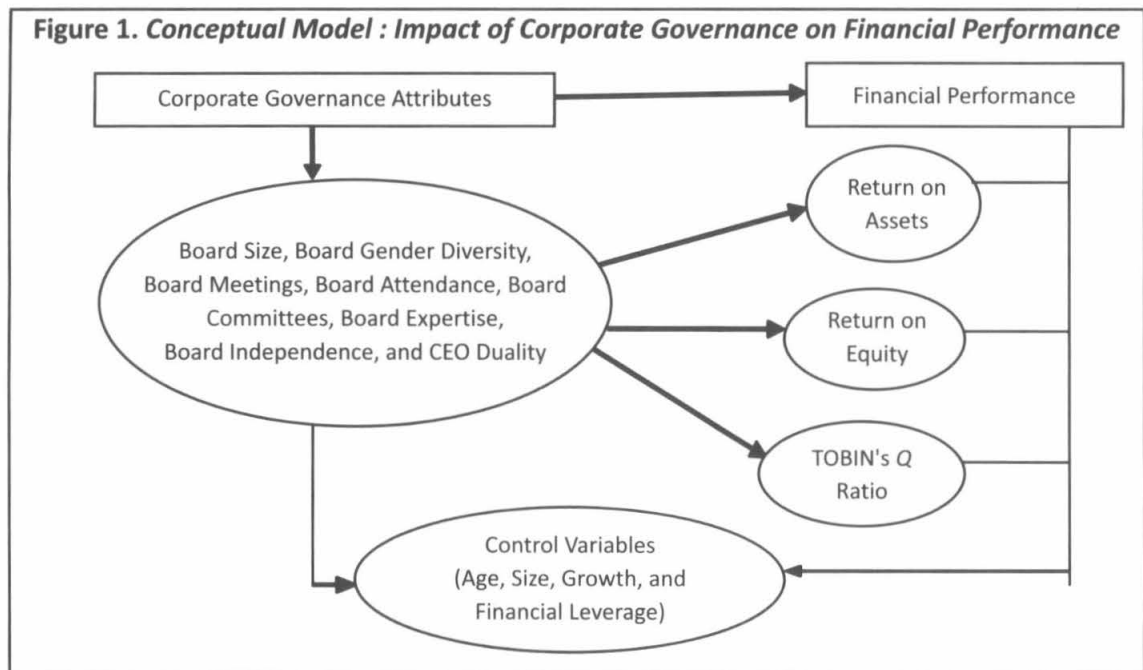 Figure 1. Conceptual Model : Impact of Corporate Governance on Financial Performance
Corporate Governance Attributes
Financial Performance
Return on
Assets
Board Size, Board Gender Diversity,
Board Meetings, Board Attendance, Board
Committees, Board Expertise,
Board Independence, and CEO Duality
Return on
Equity
TOBIN's Q
Ratio
Control Variables
(Age, Size, Growth, and
Financial Leverage)